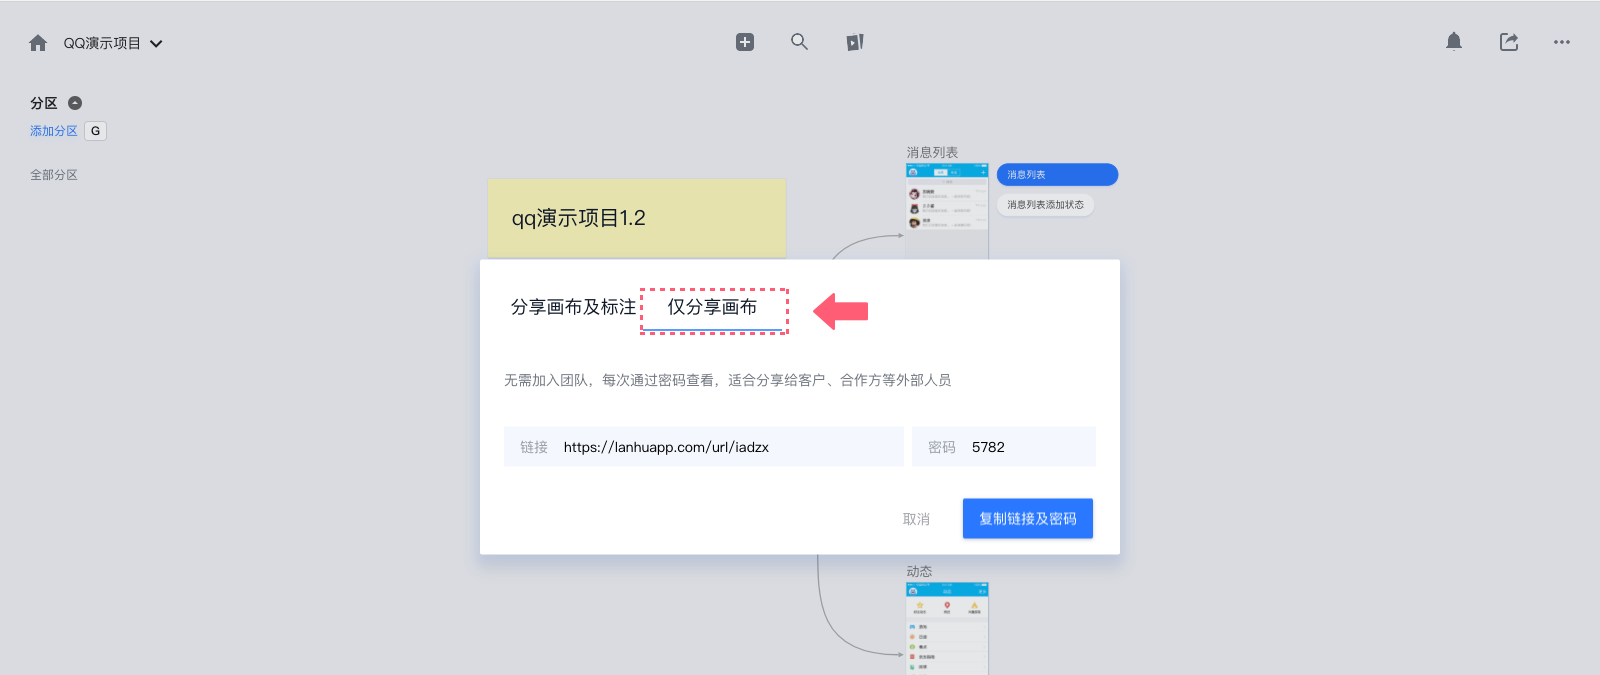 QQ演示项目
分区
添加分区 G
全部分区
qq演示项目1.2
消息列表
消息列表
消息列表添加状态
分享画布及标注 仅分享画布
无需加入团队，每次通过密码查看，适合分享给客户、合作方等外部人员
链接 https://lanhuapp.com/url/iadzx 密码 5782
取消 复制链接及密码
动态